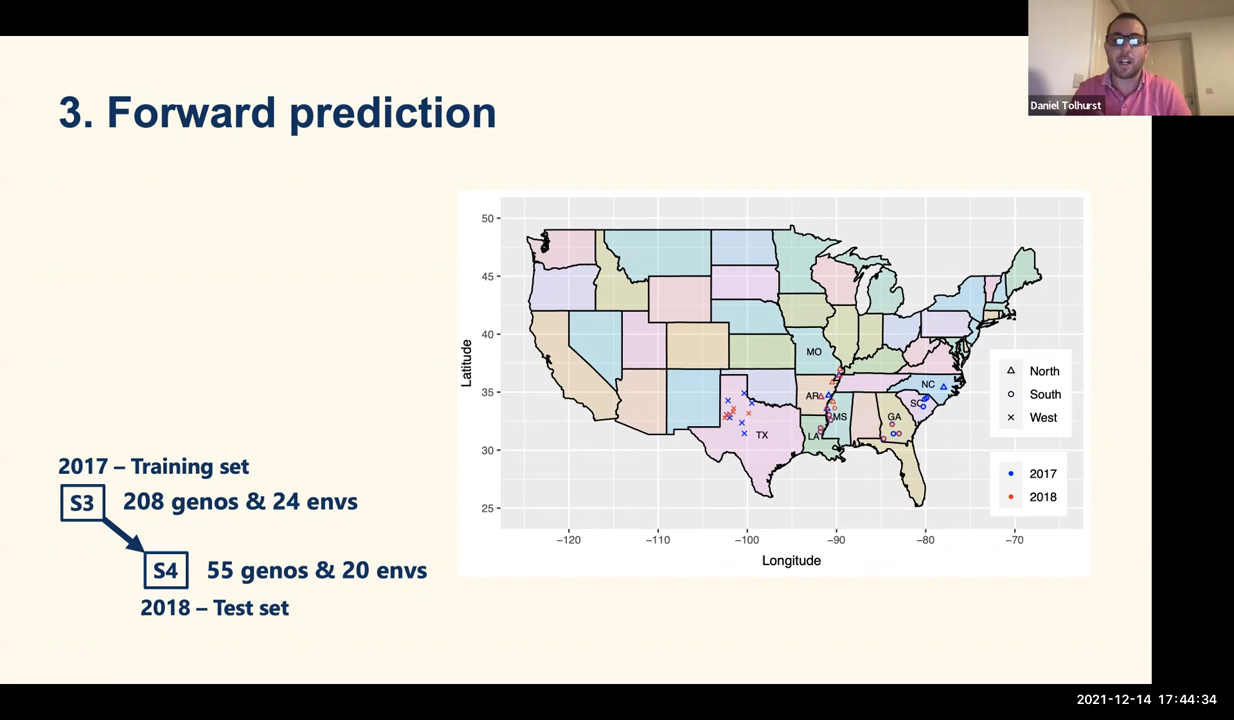 Daniel Tolhurst
3. Forward prediction
50
45
40
35
30
25
Latitude
MO
AR
MS
LA
TX
NC
SC
GA
North
South
West
2017
2018
−120
−110
−100
−90
−80
−70
Longitude
2017 – Training set
S3
208 genos & 24 envs
S4
55 genos & 20 envs
2018 – Test set
2021-12-14 17:44:34